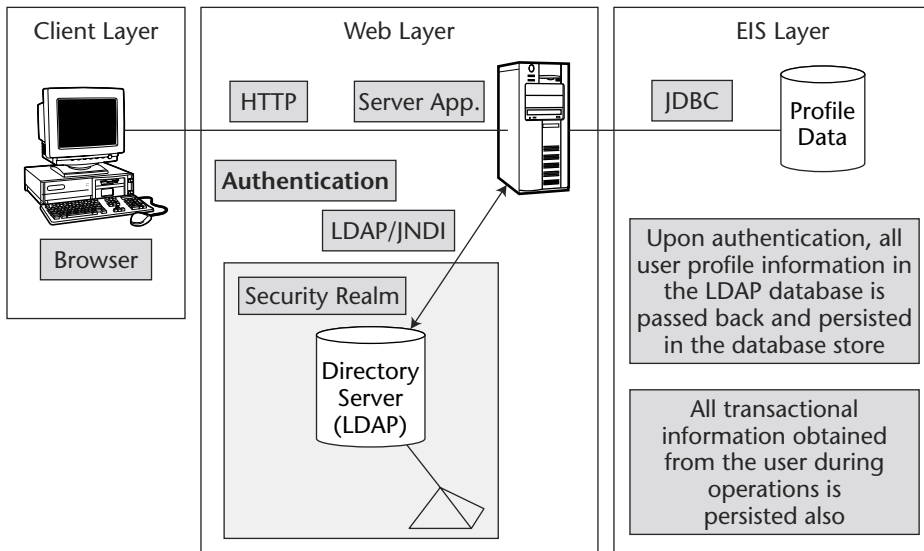 Client Layer
Web Layer
EIS Layer
HTTP
Server App.
JDBC
Profile
Data
Authentication
LDAP/JNDI
Browser
Security Realm
Directory
Server
(LDAP)
Upon authentication, all
user profile information in
the LDAP database is
passed back and persisted
in the database store
All transactional
information obtained
from the user during
operations is
persisted also